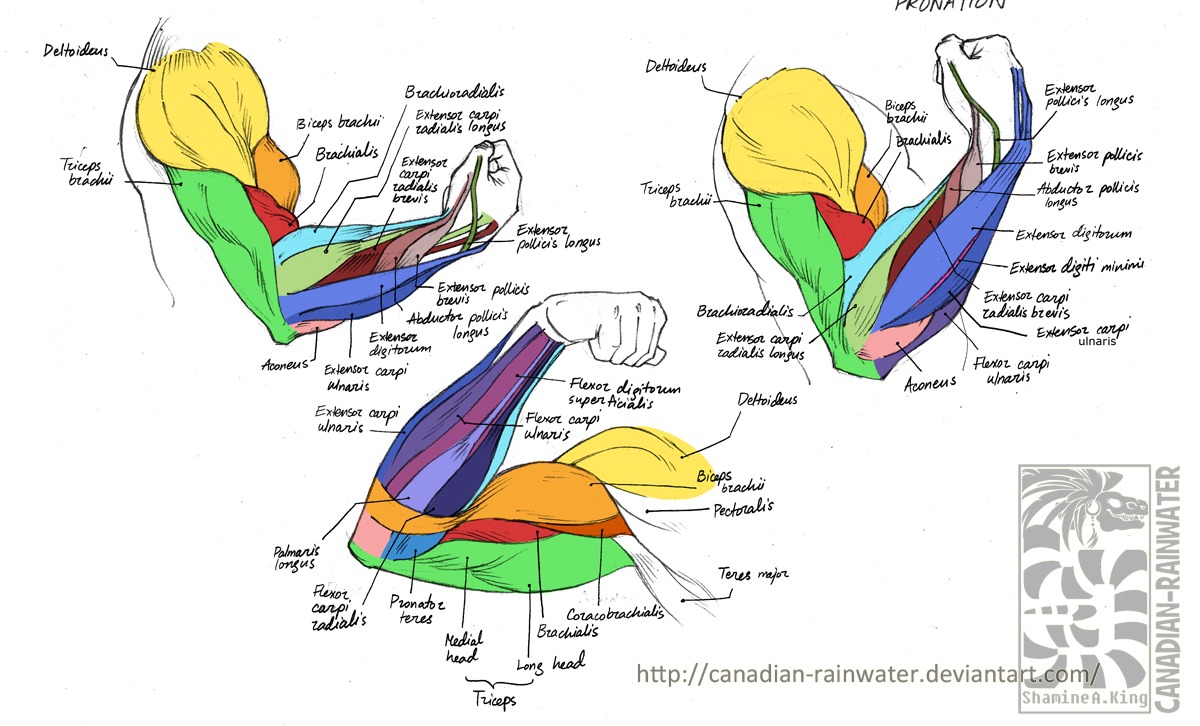 PRONATION
Deltoideus
Triceps
brachii
Biceps brachii
Brachialis
Brachioradialis
Extensor carpi
radialis longus
Extensor
carpi
radialis
brevis
Extensor
pollicis longus
Extensor pollicis
brevis
Abductor pollicis
longus
Extensor
digitorum
Extensor carpi
ulnaris
Aconeus
Deltoideus
Biceps
brachii
Brachialis
Triceps
brachii
Extensor
pollicis longus
Extensor pollicis
brevis
Abductor pollicis
longus
Extensor digitorum
Extensor digiti minimi
Extensor carpi
radialis brevis
Extensor carpi
ulnaris
Flexor carpi
ulnaris
Aconeus
Brachioradialis
Extensor carpi
radialis longus
Extensor carpi
ulnaris
Flexor digitorum
superficialis
Flexor carpi
ulnaris
Deltoideus
Biceps
brachii
Pectoralis
Teres major
Palmaris
longus
Flexor
carpi
radialis
Pronator
teres
Medial
head
Long head
Triceps
Brachialis
Coracobrachialis
http://canadian-rainwater.deviantart.com/
CANADIAN-RAINWATER
Shamine A. King